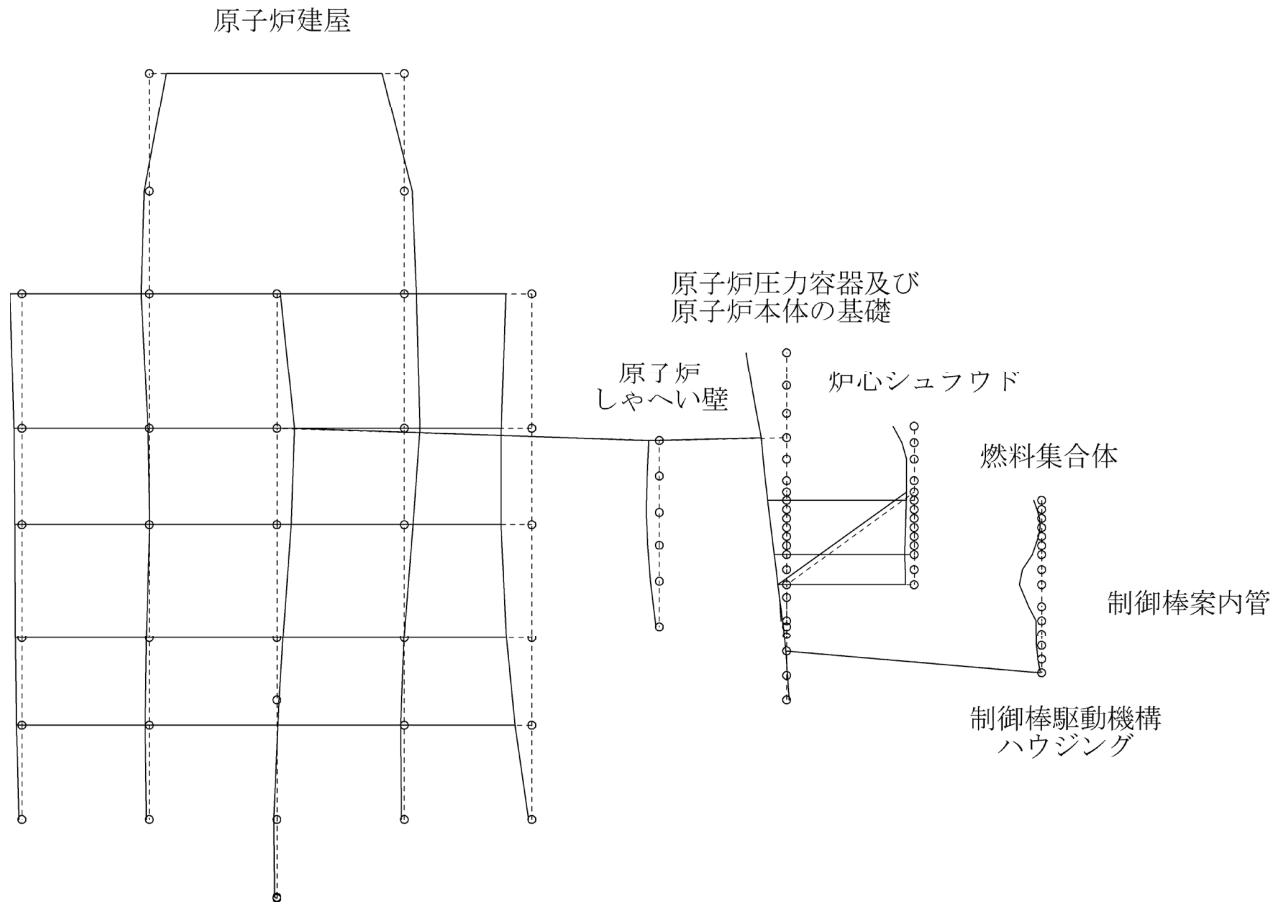 原子炉建屋
原子炉圧力容器及び
原子炉本体の基礎
原子炉
しゃへい壁
炉心シュラウド
燃料集合体
制御棒案内管
制御棒駆動機構
ハウジング